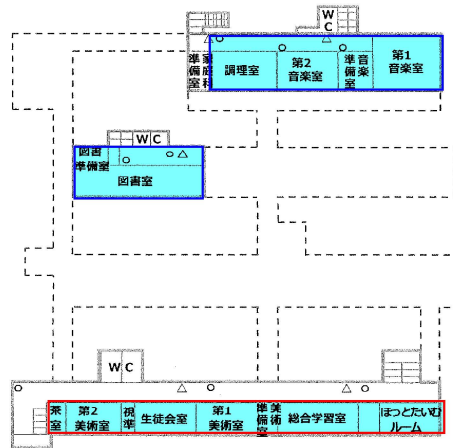 WC
家庭科
準備室
調理室
第2
音楽室
音楽
準備室
第1
音楽室
WC
図書
準備室
図書室
WC
茶室
第2
美術室
視準
生徒会室
第1
美術室
美術
準備室
総合学習室
ほっとたいむ
ルーム